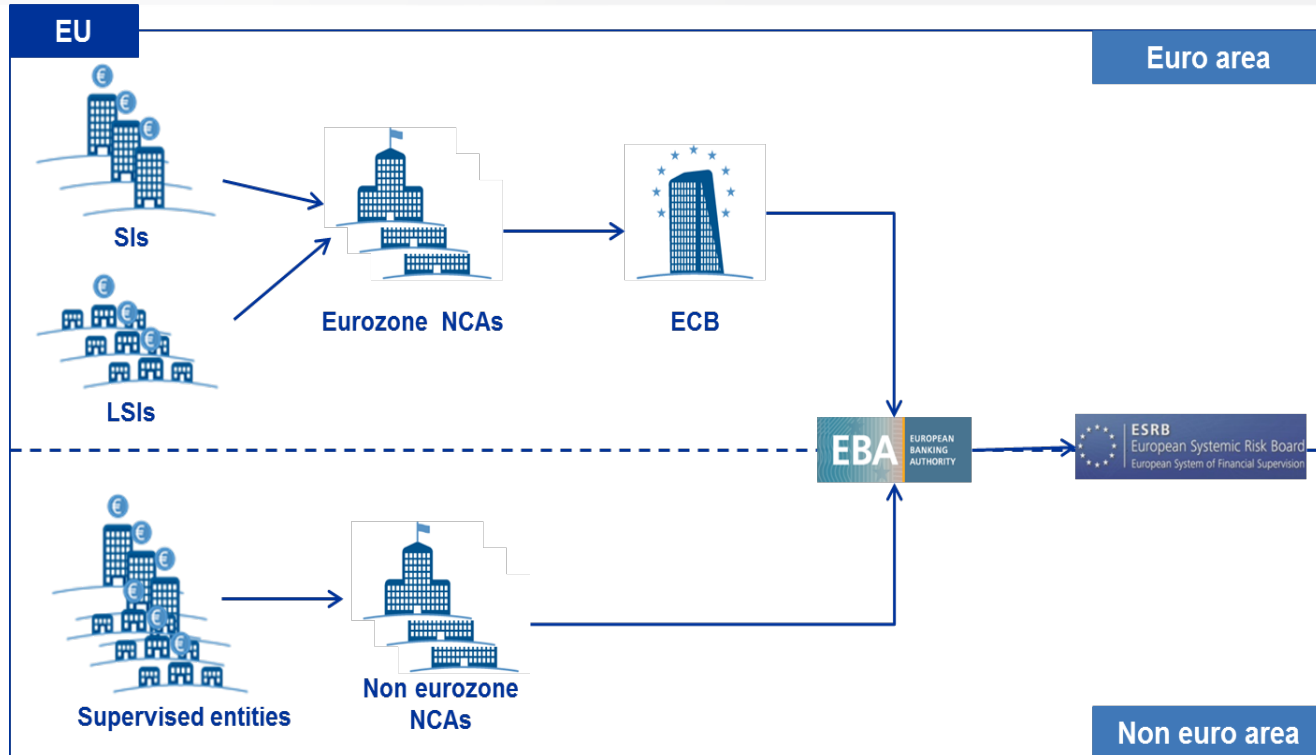 EU
Euro area
SIs
LSIs
Eurozone NCAs
ECB
EBA
EUROPEAN
BANKING
AUTHORITY
ESRB
European Systemic Risk Board
European System of Financial Supervision
Supervised entities
Non eurozone
NCAs
Non euro area